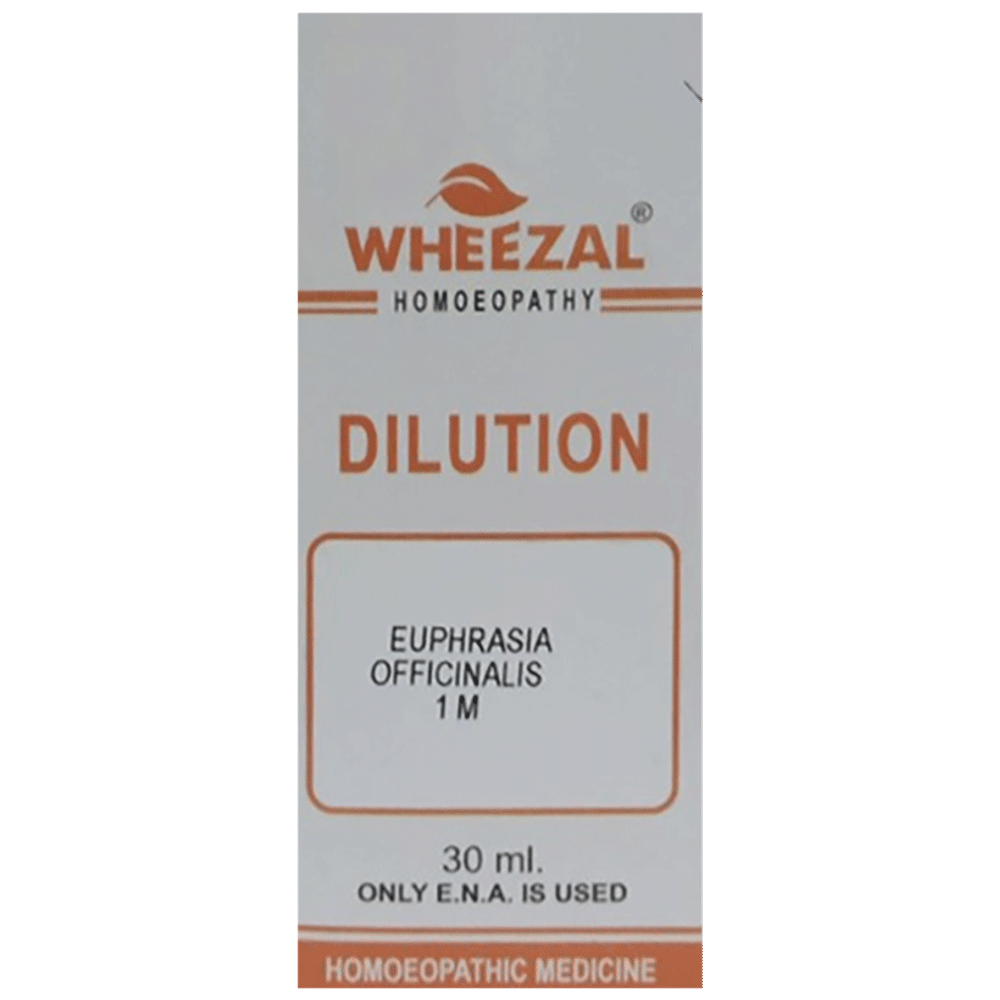 WHEEZAL®
HOMOEOPATHY
DILUTION
EUPHRASIA
OFFICINALIS
1 M
30 ml.
ONLY E.N.A. IS USED
HOMOEOPATHIC MEDICINE